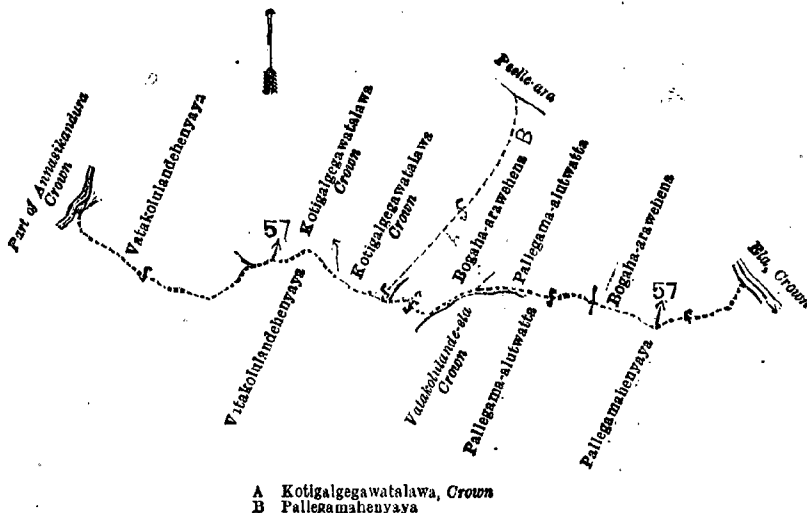 Part of Annasikandura
Crown
Vatakolulandehenyaya
57
Kotigalgegawatalawa
Crown
Kotigalgegawatalawa
Crown
Peelle-ara
B
A
Bogaha-arawehena
Pallegama-alutwatta
Bogaha-arawehena
57
Ela, Crown
Vitakolulandehenyaya
Vatakolulande-ela
Crown
Pallegama-alutwatta
Pallegamahenyaya
A Kotigalgegawatalawa, Crown
B Pallegamahenyaya